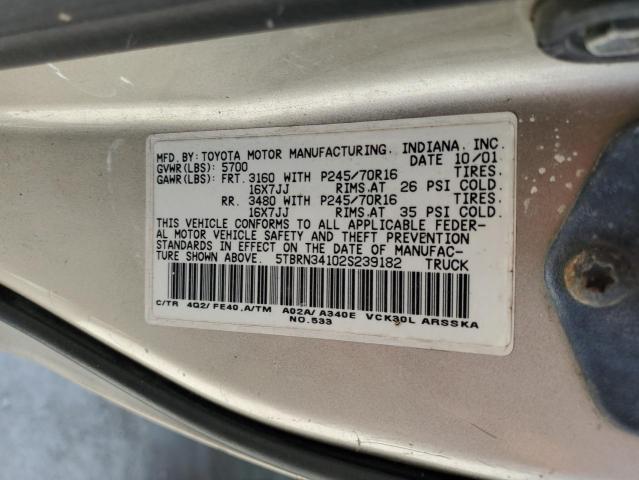 MFD. BY: TOYOTA MOTOR MANUFACTURING, INDIANA, INC.
GVWR(LBS): 5700 DATE 10/01
GAWR(LBS): FRT. 3160 WITH P245/70R16 TIRES.
16X7JJ RIMS.AT 26 PSI COLD.
RR. 3480 WITH P245/70R16 TIRES.
16X7JJ RIMS.AT 35 PSI COLD.
THIS VEHICLE CONFORMS TO ALL APPLICABLE FEDER-
AL MOTOR VEHICLE SAFETY AND THEFT PREVENTION
STANDARDS IN EFFECT ON THE DATE OF MANUFAC-
TURE SHOWN ABOVE. 5TBRN34102S239182 TRUCK
C/TR 4Q2/ FE40.A/TM A02A/ A340E VCK30L ARSSKA
NO.533